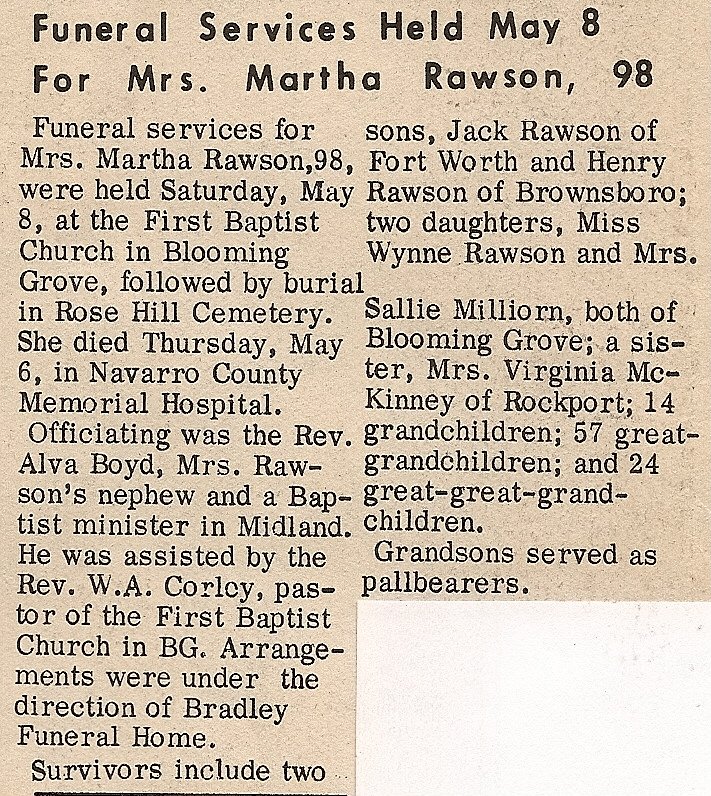 Funeral Services Held May 8
For Mrs. Martha Rawson, 98
Funeral services for
Mrs. Martha Rawson,98,
were held Saturday, May
8, at the First Baptist
Church in Blooming
Grove, followed by burial
in Rose Hill Cemetery.
She died Thursday, May
6, in Navarro County
Memorial Hospital.
Officiating was the Rev.
Alva Boyd, Mrs. Raw-
son's nephew and a Bap-
tist minister in Midland.
He was assisted by the
Rev. W.A. Corley, pas-
tor of the First Baptist
Church in BG. Arrange-
ments were under the
direction of Bradley
Funeral Home.
Survivors include two
sons, Jack Rawson of
Fort Worth and Henry
Rawson of Brownsboro;
two daughters, Miss
Wynne Rawson and Mrs.
Sallie Milliorn, both of
Blooming Grove; a sis-
ter, Mrs. Virginia Mc-
Kinney of Rockport; 14
grandchildren; 57 great-
grandchildren; and 24
great-great-grand-
children.
Grandsons served as
pallbearers.